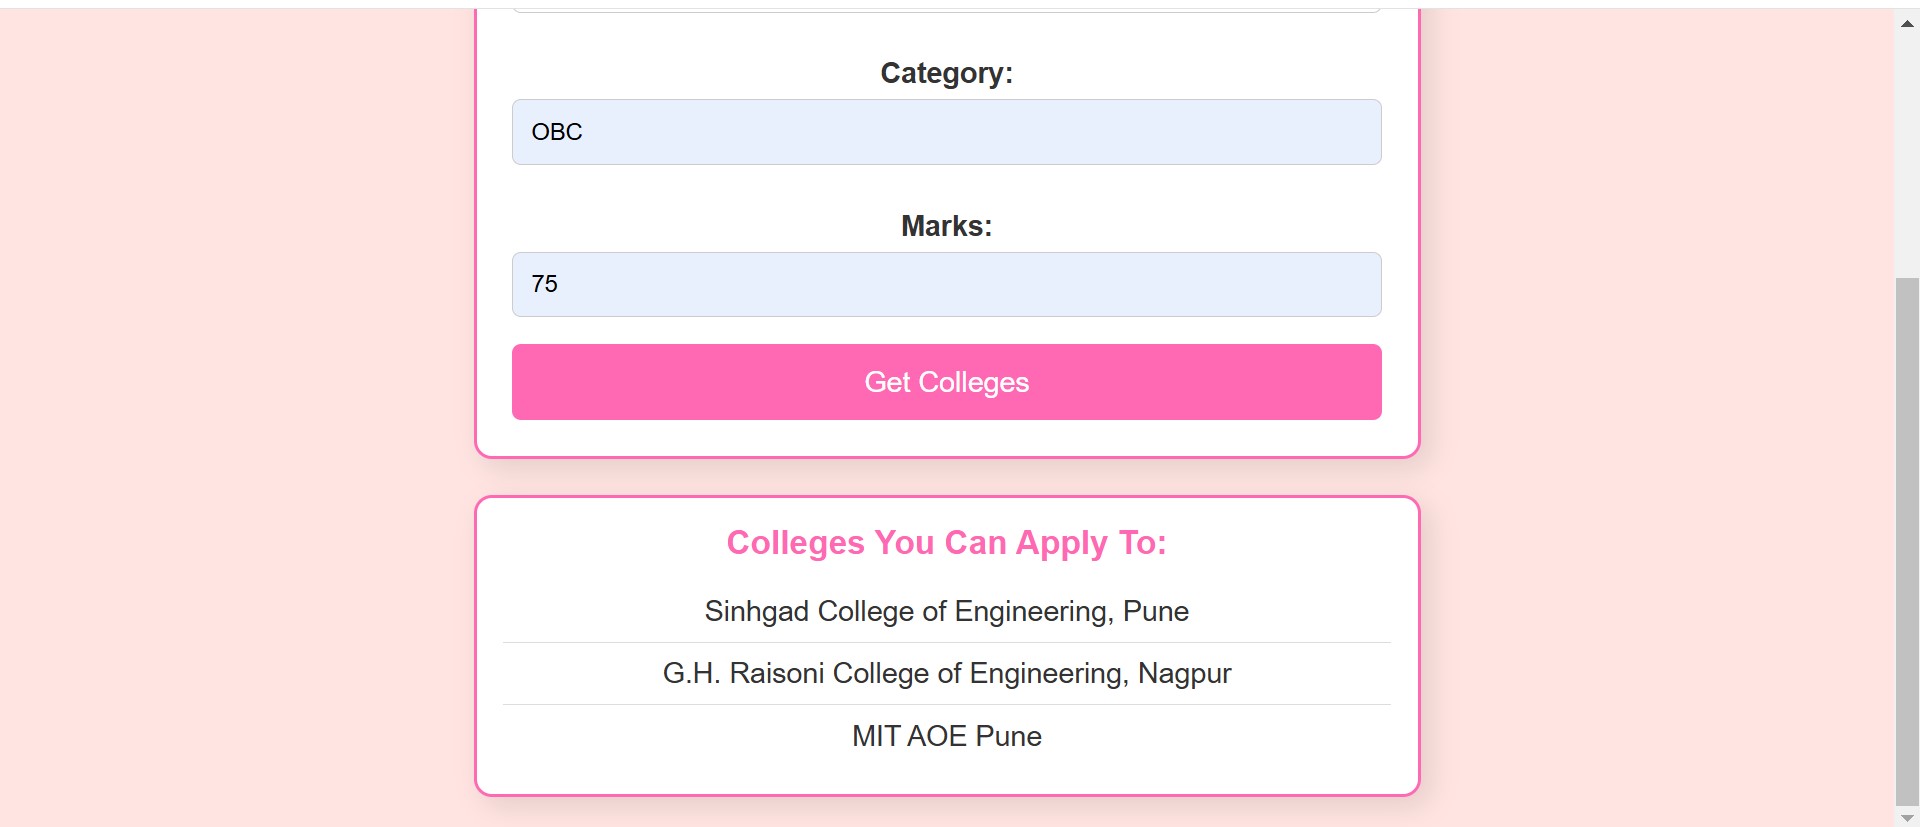 Category:
OBC
Marks:
75
Get Colleges
Colleges You Can Apply To:
Sinhgad College of Engineering, Pune
G.H. Raisoni College of Engineering, Nagpur
MIT AOE Pune